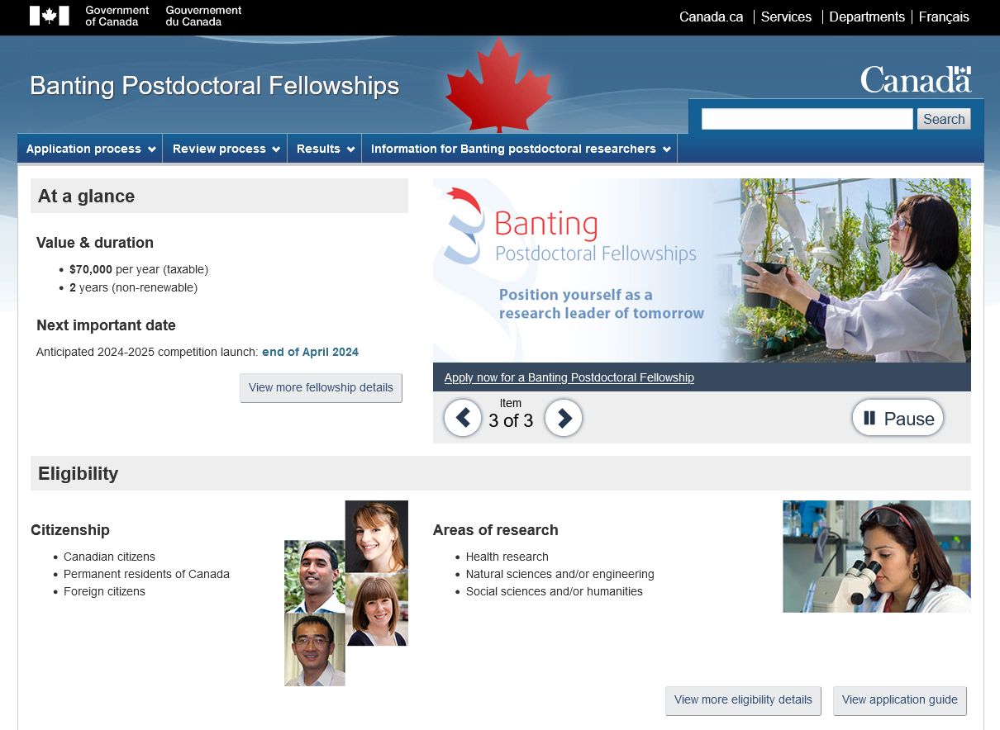 Government
of Canada
Gouvernement
du Canada
Canada.ca
Services
Departments
Français
Banting Postdoctoral Fellowships
Canada
Search
Application process
Review process
Results
Information for Banting postdoctoral researchers
At a glance
Value & duration
• $70,000 per year (taxable)
• 2 years (non-renewable)
Next important date
Anticipated 2024-2025 competition launch: end of April 2024
View more fellowship details
Banting
Postdoctoral Fellowships
Position yourself as a
research leader of tomorrow
Apply now for a Banting Postdoctoral Fellowship
Item
3 of 3
Pause
Eligibility
Citizenship
• Canadian citizens
• Permanent residents of Canada
• Foreign citizens
Areas of research
• Health research
• Natural sciences and/or engineering
• Social sciences and/or humanities
View more eligibility details
View application guide